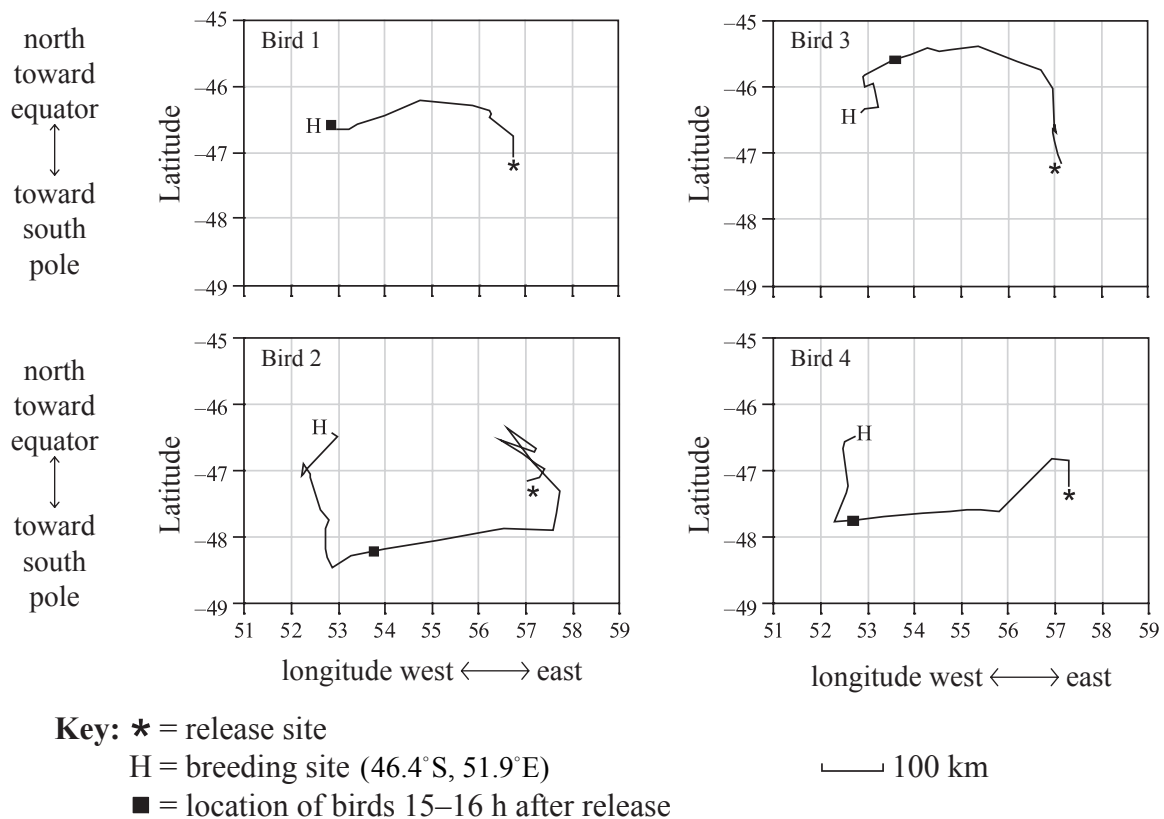 north
toward
equator
toward
south
pole
Latitude
–45
–46
–47
–48
–49
Bird 1
H
*
Latitude
–45
–46
–47
–48
–49
Bird 3
H
*
north
toward
equator
toward
south
pole
Latitude
–45
–46
–47
–48
–49
Bird 2
H
*
51 52 53 54 55 56 57 58 59
longitude west east
Latitude
–45
–46
–47
–48
–49
Bird 4
H
*
51 52 53 54 55 56 57 58 59
longitude west east
Key: * = release site
H = breeding site (46.4°S, 51.9°E)
100 km
■ = location of birds 15–16 h after release